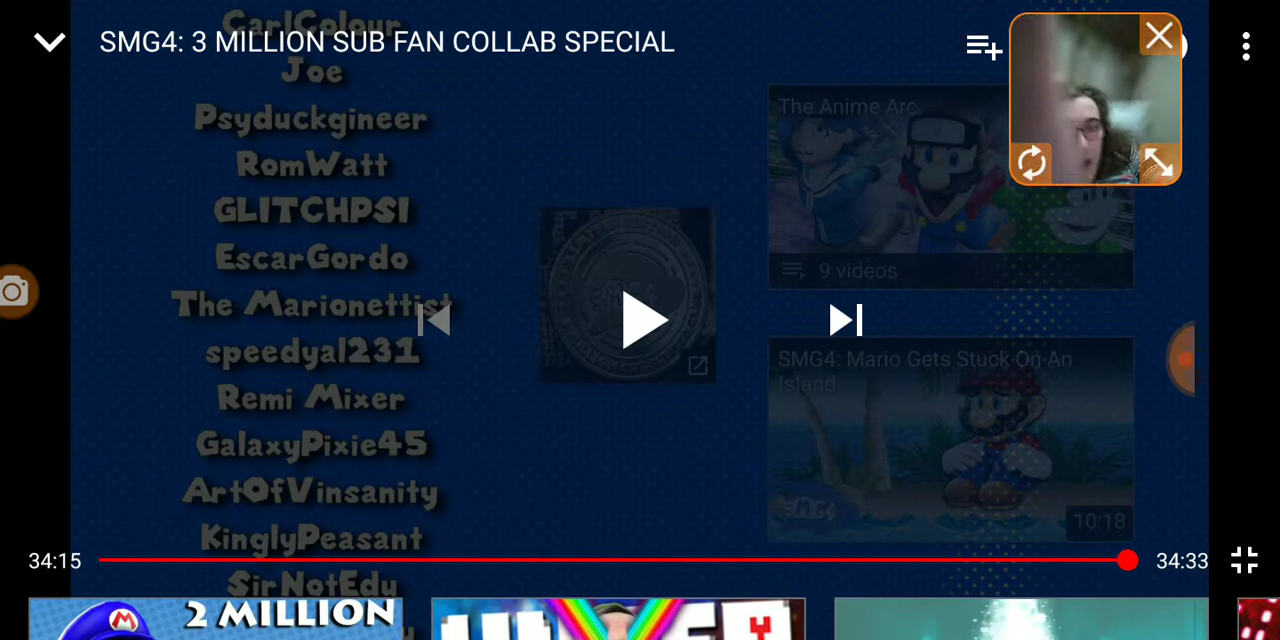 CarlColour
SMG4: 3 MILLION SUB FAN COLLAB SPECIAL
Joe
Psyduckgineer
RomWatt
GLITCHPSI
EscarGordo
The Marionettist
speedyal231
Remi Mixer
GalaxyPixie45
ArtOfVinsanity
KinglyPeasant
SirNotEdu
The Anime Arc
9 videos
SMG4: Mario Gets Stuck On An
Island
SMG4
10:18
34:15
34:33
2 MILLION